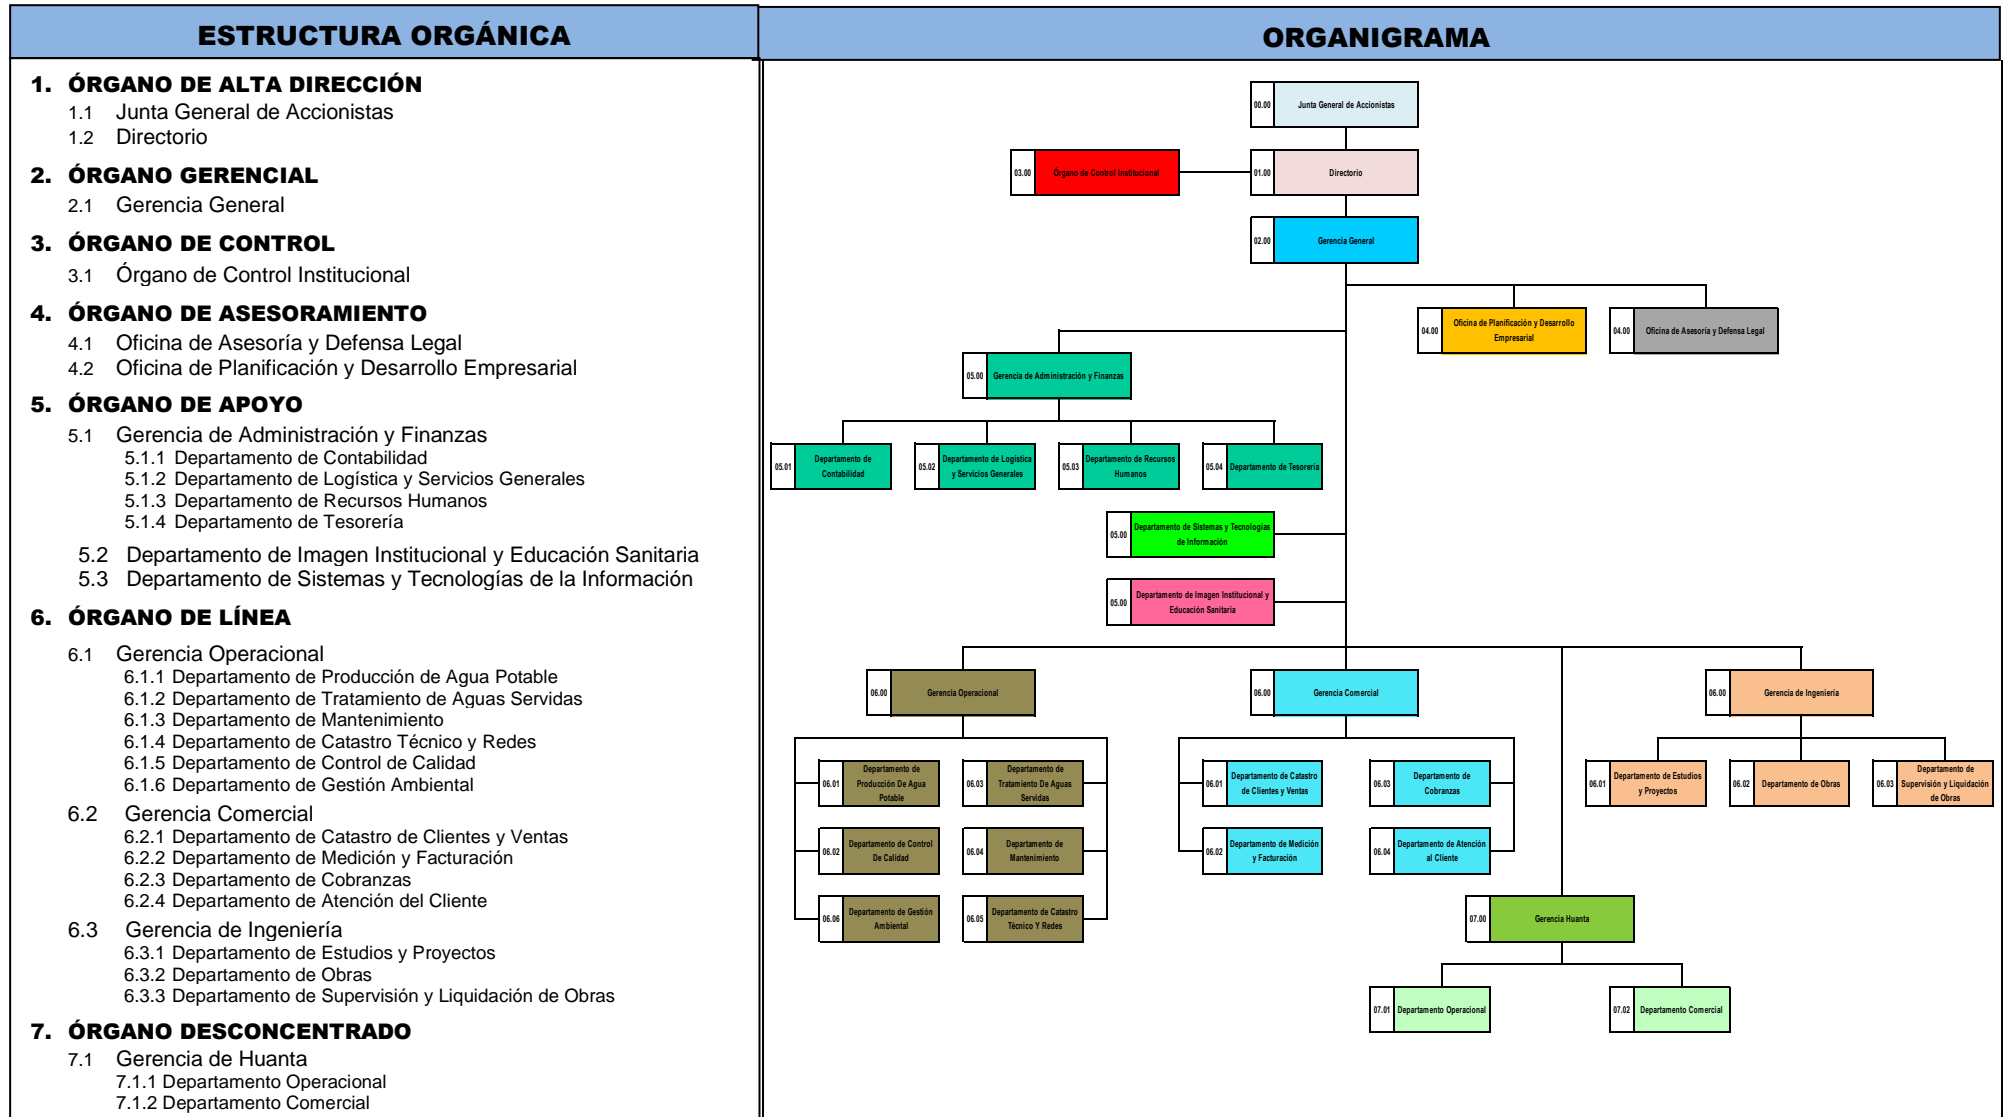 ESTRUCTURA ORGÁNICA
1. ÓRGANO DE ALTA DIRECCIÓN
1.1 Junta General de Accionistas
1.2 Directorio
2. ÓRGANO GERENCIAL
2.1 Gerencia General
3. ÓRGANO DE CONTROL
3.1 Órgano de Control Institucional
4. ÓRGANO DE ASESORAMIENTO
4.1 Oficina de Asesoría y Defensa Legal
4.2 Oficina de Planificación y Desarrollo Empresarial
5. ÓRGANO DE APOYO
5.1 Gerencia de Administración y Finanzas
5.1.1 Departamento de Contabilidad
5.1.2 Departamento de Logística y Servicios Generales
5.1.3 Departamento de Recursos Humanos
5.1.4 Departamento de Tesorería
5.2 Departamento de Imagen Institucional y Educación Sanitaria
5.3 Departamento de Sistemas y Tecnologías de la Información
6. ÓRGANO DE LÍNEA
6.1 Gerencia Operacional
6.1.1 Departamento de Producción de Agua Potable
6.1.2 Departamento de Tratamiento de Aguas Servidas
6.1.3 Departamento de Mantenimiento
6.1.4 Departamento de Catastro Técnico y Redes
6.1.5 Departamento de Control de Calidad
6.1.6 Departamento de Gestión Ambiental
6.2 Gerencia Comercial
6.2.1 Departamento de Catastro de Clientes y Ventas
6.2.2 Departamento de Medición y Facturación
6.2.3 Departamento de Cobranzas
6.2.4 Departamento de Atención del Cliente
6.3 Gerencia de Ingeniería
6.3.1 Departamento de Estudios y Proyectos
6.3.2 Departamento de Obras
6.3.3 Departamento de Supervisión y Liquidación de Obras
7. ÓRGANO DESCONCENTRADO
7.1 Gerencia de Huanta
7.1.1 Departamento Operacional
7.1.2 Departamento Comercial
ORGANIGRAMA
00.00 Junta General de Accionistas
03.00 Órgano de Control Institucional
01.00 Directorio
02.00 Gerencia General
04.00 Oficina de Planificación y Desarrollo
Empresarial
04.00 Oficina de Asesoría y Defensa Legal
05.00 Gerencia de Administración y Finanzas
05.01 Departamento de
Contabilidad
05.02 Departamento de Logística
y Servicios Generales
05.03 Departamento de Recursos
Humanos
05.04 Departamento de Tesorería
05.00 Departamento de Sistemas y Tecnologías
de Información
05.00 Departamento de Imagen Institucional y
Educación Sanitaria
06.00 Gerencia Operacional
06.00 Gerencia Comercial
06.00 Gerencia de Ingeniería
06.01 Departamento de
Producción De Agua
Potable
06.03 Departamento de
Tratamiento De Aguas
Servidas
06.02 Departamento de Control
De Calidad
06.04 Departamento de
Mantenimiento
06.06 Departamento de Gestión
Ambiental
06.05 Departamento de Catastro
Técnico Y Redes
06.01 Departamento de Catastro
de Clientes y Ventas
06.03 Departamento de
Cobranzas
06.02 Departamento de Medición
y Facturación
06.04 Departamento de Atención
al Cliente
06.01 Departamento de Estudios
y Proyectos
06.02 Departamento de Obras
06.03 Departamento de
Supervisión y Liquidación
de Obras
07.00 Gerencia Huanta
07.01 Departamento Operacional
07.02 Departamento Comercial